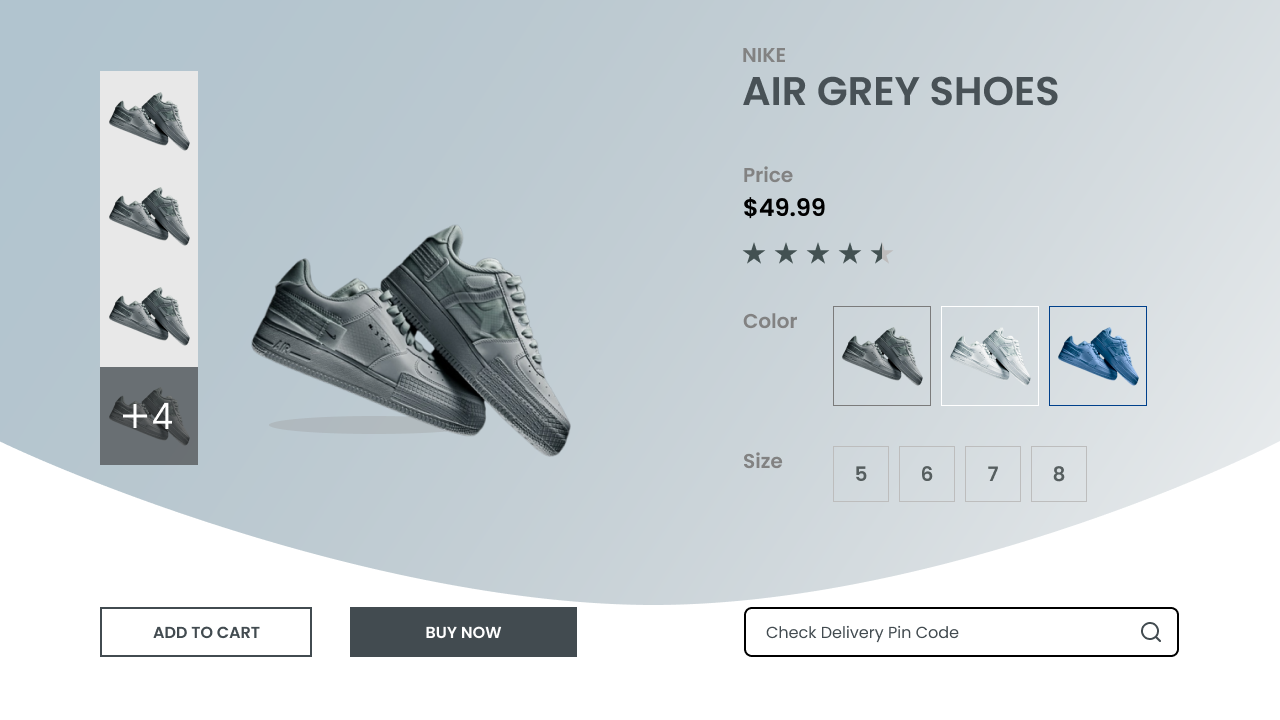 NIKE
AIR GREY SHOES
Price
$49.99
Color
Size
5 6 7 8
+4
AIR
ADD TO CART
BUY NOW
Check Delivery Pin Code